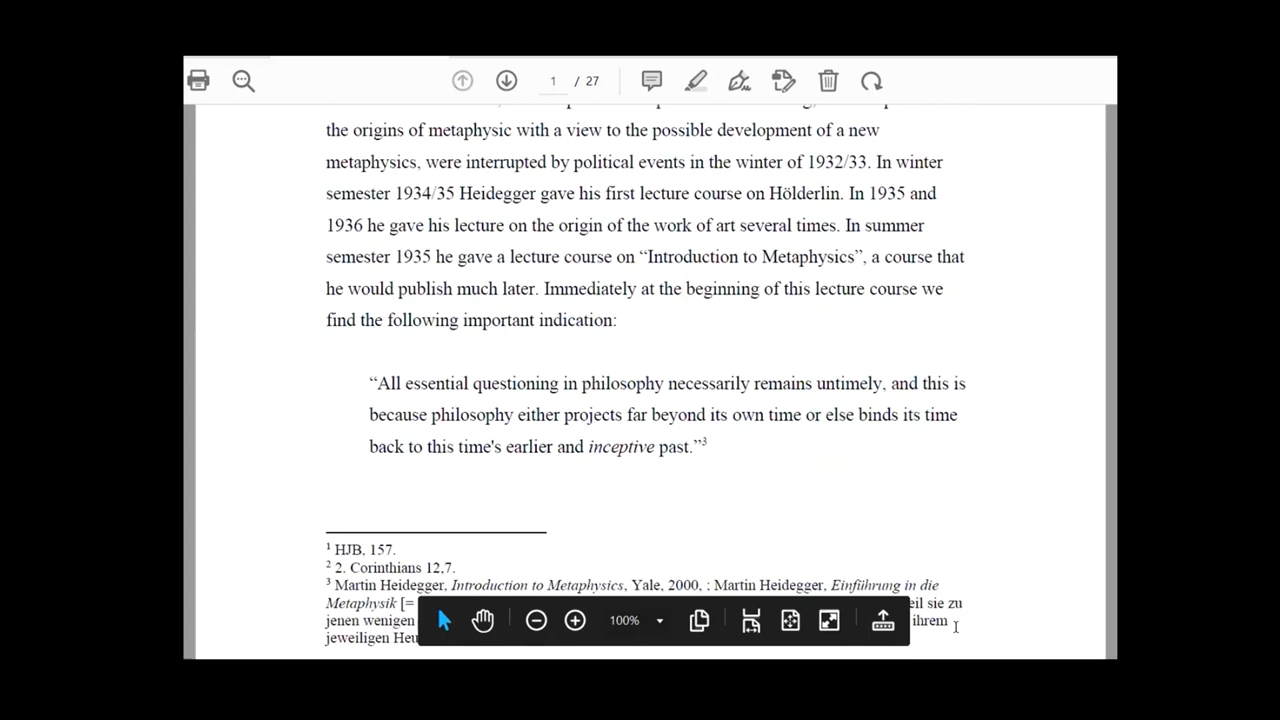 1 / 27
the origins of metaphysic with a view to the possible development of a new
metaphysics, were interrupted by political events in the winter of 1932/33. In winter
semester 1934/35 Heidegger gave his first lecture course on Hölderlin. In 1935 and
1936 he gave his lecture on the origin of the work of art several times. In summer
semester 1935 he gave a lecture course on “Introduction to Metaphysics”, a course that
he would publish much later. Immediately at the beginning of this lecture course we
find the following important indication:
“All essential questioning in philosophy necessarily remains untimely, and this is
because philosophy either projects far beyond its own time or else binds its time
back to this time's earlier and inceptive past.”3
1 HJB, 157.
2 2. Corinthians 12,7.
3 Martin Heidegger, Introduction to Metaphysics, Yale, 2000, : Martin Heidegger, Einführung in die
Metaphysik [= sie zu
jenen wenigen ihrem
jeweiligen
100%